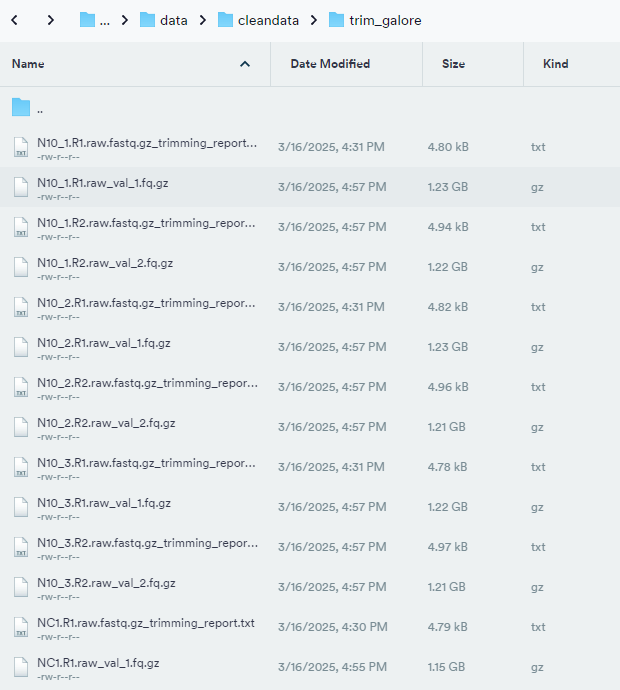 ... data cleandata trim_galore
Name Date Modified Size Kind
..
N10_1.R1.raw.fastq.gz_trimming_report... 3/16/2025, 4:31 PM 4.80 kB txt
-rw-r--r--
N10_1.R1.raw_val_1.fq.gz 3/16/2025, 4:57 PM 1.23 GB gz
-rw-r--r--
N10_1.R2.raw.fastq.gz_trimming_repor... 3/16/2025, 4:57 PM 4.94 kB txt
-rw-r--r--
N10_1.R2.raw_val_2.fq.gz 3/16/2025, 4:57 PM 1.22 GB gz
-rw-r--r--
N10_2.R1.raw.fastq.gz_trimming_repor... 3/16/2025, 4:31 PM 4.82 kB txt
-rw-r--r--
N10_2.R1.raw_val_1.fq.gz 3/16/2025, 4:57 PM 1.23 GB gz
-rw-r--r--
N10_2.R2.raw.fastq.gz_trimming_repor... 3/16/2025, 4:57 PM 4.96 kB txt
-rw-r--r--
N10_2.R2.raw_val_2.fq.gz 3/16/2025, 4:57 PM 1.21 GB gz
-rw-r--r--
N10_3.R1.raw.fastq.gz_trimming_repor... 3/16/2025, 4:31 PM 4.78 kB txt
-rw-r--r--
N10_3.R1.raw_val_1.fq.gz 3/16/2025, 4:57 PM 1.22 GB gz
-rw-r--r--
N10_3.R2.raw.fastq.gz_trimming_repor... 3/16/2025, 4:57 PM 4.97 kB txt
-rw-r--r--
N10_3.R2.raw_val_2.fq.gz 3/16/2025, 4:57 PM 1.21 GB gz
-rw-r--r--
NC1.R1.raw.fastq.gz_trimming_report.txt 3/16/2025, 4:30 PM 4.79 kB txt
-rw-r--r--
NC1.R1.raw_val_1.fq.gz 3/16/2025, 4:55 PM 1.15 GB gz
-rw-r--r--